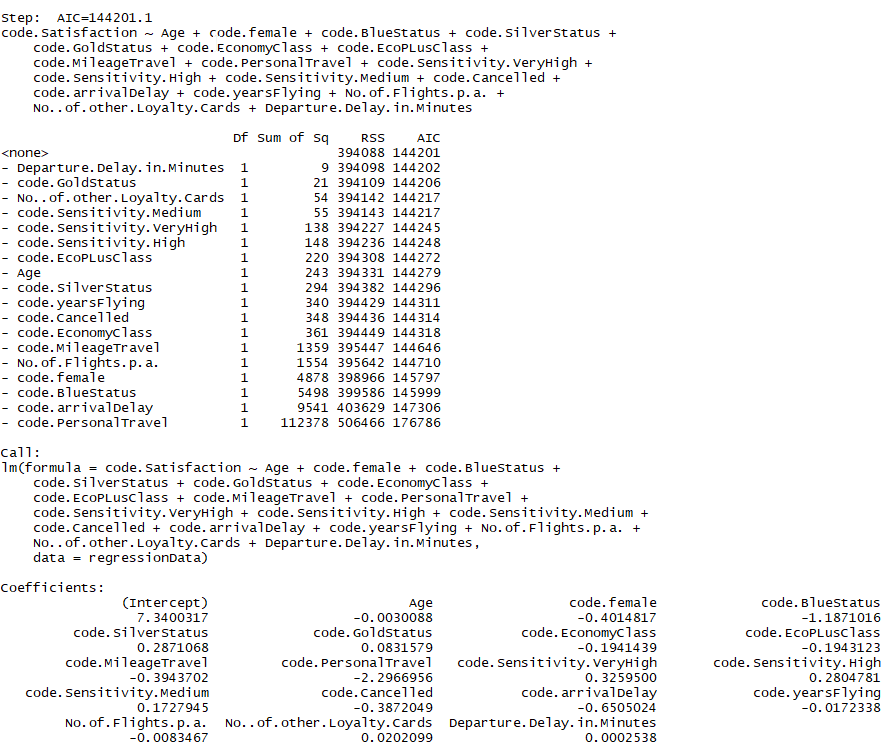 Step:  AIC=144201.1
code.Satisfaction ~ Age + code.female + code.BlueStatus + code.SilverStatus +
    code.GoldStatus + code.EconomyClass + code.EcoPLusClass +
    code.MileageTravel + code.PersonalTravel + code.Sensitivity.VeryHigh +
    code.Sensitivity.High + code.Sensitivity.Medium + code.Cancelled +
    code.arrivalDelay + code.yearsFlying + No.of.Flights.p.a. +
    No..of.other.Loyalty.Cards + Departure.Delay.in.Minutes
                             Df Sum of Sq    RSS    AIC
<none>                                    394088 144201
- Departure.Delay.in.Minutes  1         9 394098 144202
- code.GoldStatus             1        21 394109 144206
- No..of.other.Loyalty.Cards  1        54 394142 144217
- code.Sensitivity.Medium     1        55 394143 144217
- code.Sensitivity.VeryHigh   1       138 394227 144245
- code.Sensitivity.High       1       148 394236 144248
- code.EcoPLusClass           1       220 394308 144272
- Age                         1       243 394331 144279
- code.SilverStatus           1       294 394382 144296
- code.yearsFlying            1       340 394429 144311
- code.Cancelled              1       348 394436 144314
- code.EconomyClass           1       361 394449 144318
- code.MileageTravel          1      1359 395447 144646
- No.of.Flights.p.a.          1      1554 395642 144710
- code.female                 1      4878 398966 145797
- code.BlueStatus             1      5498 399586 145999
- code.arrivalDelay           1      9541 403629 147306
- code.PersonalTravel         1    112378 506466 176786
Call:
lm(formula = code.Satisfaction ~ Age + code.female + code.BlueStatus +
    code.SilverStatus + code.GoldStatus + code.EconomyClass +
    code.EcoPLusClass + code.MileageTravel + code.PersonalTravel +
    code.Sensitivity.VeryHigh + code.Sensitivity.High + code.Sensitivity.Medium +
    code.Cancelled + code.arrivalDelay + code.yearsFlying + No.of.Flights.p.a. +
    No..of.other.Loyalty.Cards + Departure.Delay.in.Minutes,
    data = regressionData)
Coefficients:
(Intercept) Age code.female code.BlueStatus
7.3400317 -0.0030088 -0.4014817 -1.1871016
code.SilverStatus code.GoldStatus code.EconomyClass code.EcoPLusClass
0.2871068 0.0831579 -0.1941439 -0.1943123
code.MileageTravel code.PersonalTravel code.Sensitivity.VeryHigh code.Sensitivity.High
-0.3943702 -2.2966956 0.3259500 0.2804781
code.Sensitivity.Medium code.Cancelled code.arrivalDelay code.yearsFlying
0.1727945 -0.3872049 -0.6505024 -0.0172338
No.of.Flights.p.a. No..of.other.Loyalty.Cards Departure.Delay.in.Minutes
-0.0083467 0.0202099 0.0002538